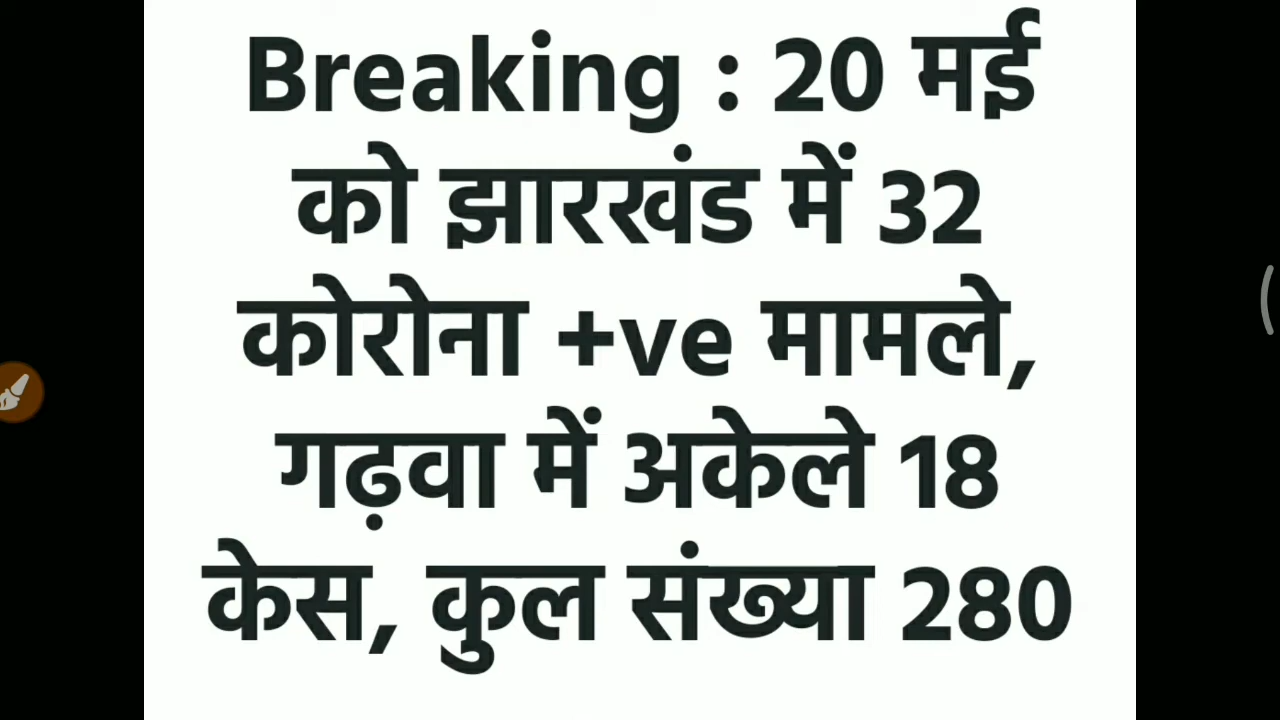 Breaking : 20 मई
को झारखंड में 32
कोरोना +ve मामले,
गढ़वा में अकेले 18
केस, कुल संख्या 280